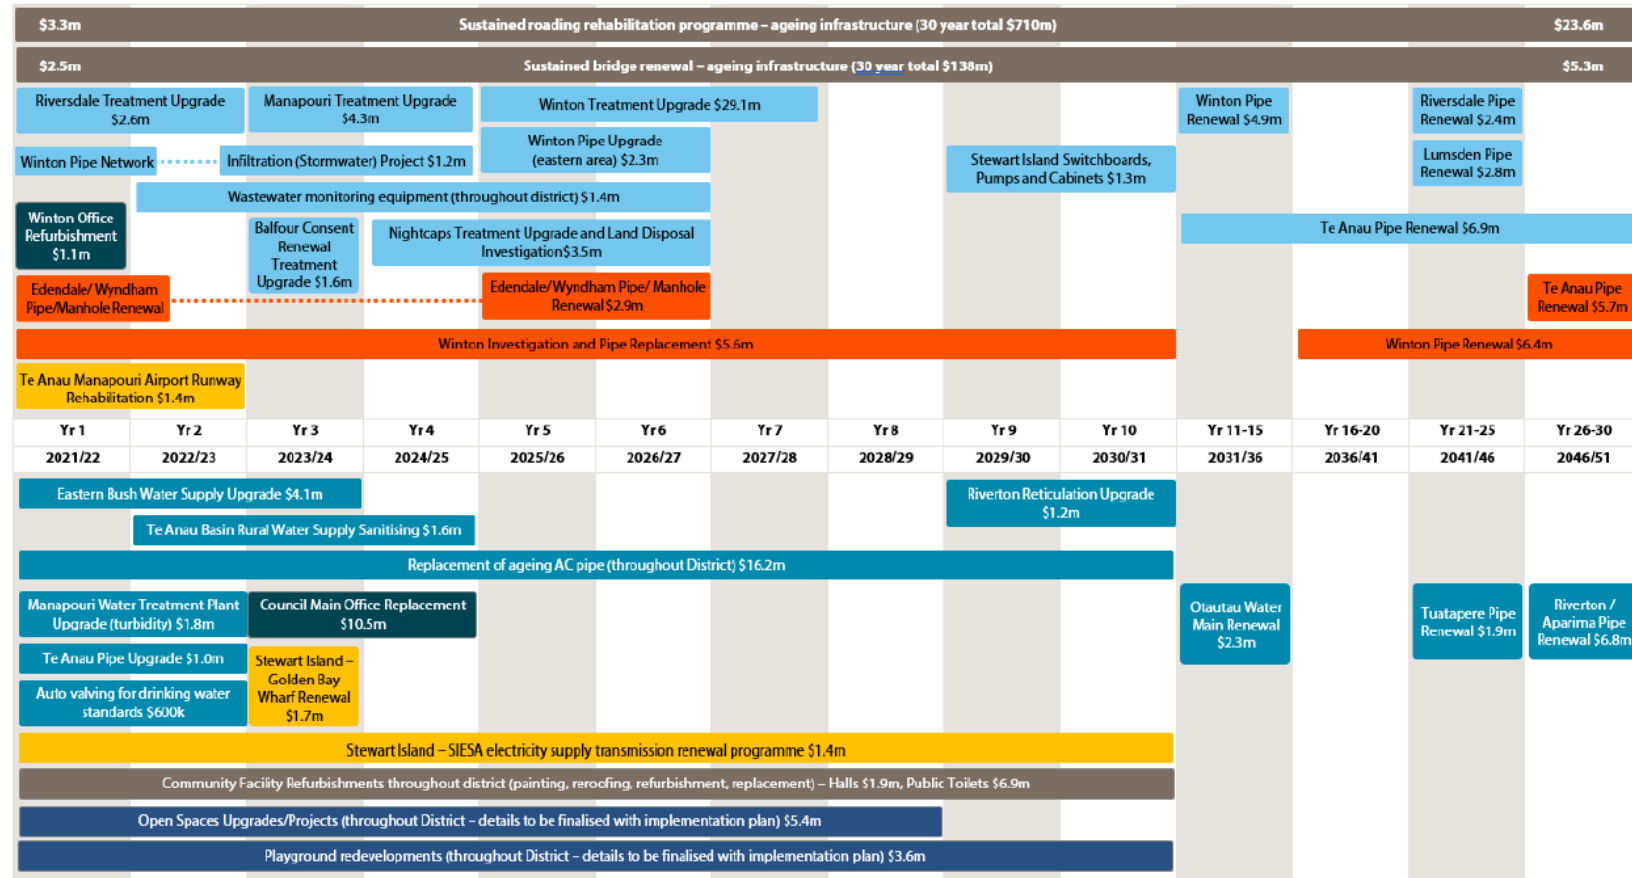 $3.3m
Sustained roading rehabilitation programme – ageing infrastructure (30 year total $710m)
$23.6m
$2.5m
Sustained bridge renewal – ageing infrastructure (30 year total $138m)
$5.3m
Riversdale Treatment Upgrade
$2.6m
Manapouri Treatment Upgrade
$4.3m
Winton Treatment Upgrade $29.1m
Winton Pipe
Renewal $4.9m
Riversdale Pipe
Renewal $2.4m
Winton Pipe Network
Infiltration (Stormwater) Project $1.2m
Winton Pipe Upgrade
(eastern area) $2.3m
Stewart Island Switchboards,
Pumps and Cabinets $1.3m
Lumsden Pipe
Renewal $2.8m
Wastewater monitoring equipment (throughout district) $1.4m
Winton Office
Refurbishment
$1.1m
Balfour Consent
Renewal
Treatment
Upgrade $1.6m
Nightcaps Treatment Upgrade and Land Disposal
Investigation$3.5m
Te Anau Pipe Renewal $6.9m
Edendale/ Wyndham
Pipe/Manhole Renewal
Edendale/Wyndham Pipe/ Manhole
Renewal $2.9m
Te Anau Pipe
Renewal $5.7m
Winton Investigation and Pipe Replacement $5.6m
Winton Pipe Renewal $6.4m
Te Anau Manapouri Airport Runway
Rehabilitation $1.4m
Yr 1 Yr 2 Yr 3 Yr 4 Yr 5 Yr 6 Yr 7 Yr 8 Yr 9 Yr 10 Yr 11-15 Yr 16-20 Yr 21-25 Yr 26-30
2021/22 2022/23 2023/24 2024/25 2025/26 2026/27 2027/28 2028/29 2029/30 2030/31 2031/36 2036/41 2041/46 2046/51
Eastern Bush Water Supply Upgrade $4.1m
Riverton Reticulation Upgrade
$1.2m
Te Anau Basin Rural Water Supply Sanitising $1.6m
Replacement of ageing AC pipe (throughout District) $16.2m
Manapouri Water Treatment Plant
Upgrade (turbidity) $1.8m
Council Main Office Replacement
$10.5m
Otautau Water
Main Renewal
$2.3m
Tuatapere Pipe
Renewal $1.9m
Riverton /
Aparima Pipe
Renewal $6.8m
Te Anau Pipe Upgrade $1.0m
Stewart Island –
Golden Bay
Wharf Renewal
$1.7m
Auto valving for drinking water
standards $600k
Stewart Island – SIESA electricity supply transmission renewal programme $1.4m
Community Facility Refurbishments throughout district (painting, reroofing, refurbishment, replacement) – Halls $1.9m, Public Toilets $6.9m
Open Spaces Upgrades/Projects (throughout District – details to be finalised with implementation plan) $5.4m
Playground redevelopments (throughout District – details to be finalised with implementation plan) $3.6m